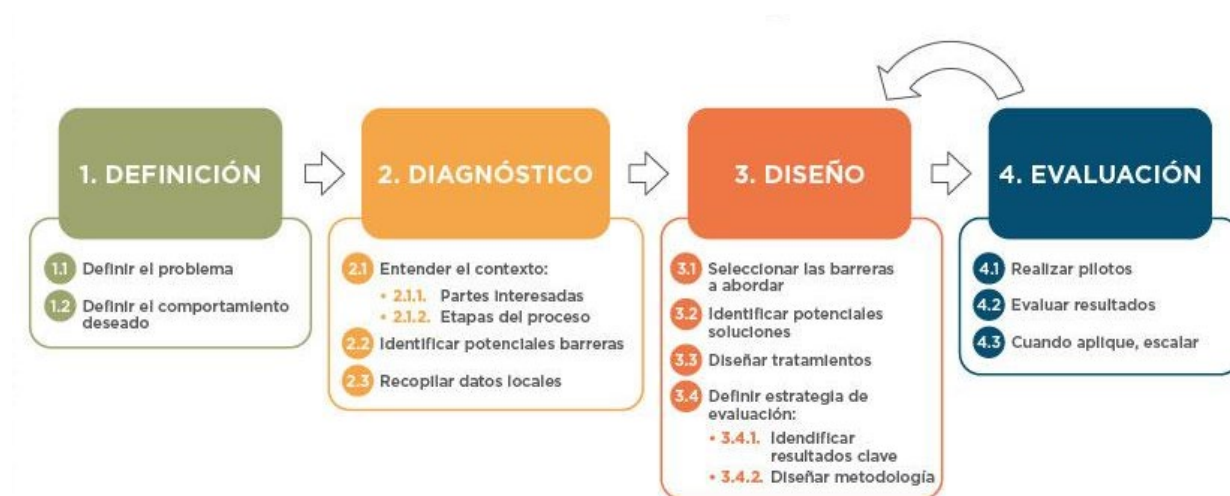 1. DEFINICIÓN
1.1 Definir el problema
1.2 Definir el comportamiento
deseado
2. DIAGNÓSTICO
2.1 Entender el contexto:
• 2.1.1. Partes interesadas
• 2.1.2. Etapas del proceso
2.2 Identificar potenciales barreras
2.3 Recopilar datos locales
3. DISEÑO
3.1 Seleccionar las barreras
a abordar
3.2 Identificar potenciales
soluciones
3.3 Diseñar tratamientos
3.4 Definir estrategia de
evaluación:
• 3.4.1. Idendificar
resultados clave
• 3.4.2. Diseñar metodología
4. EVALUACIÓN
4.1 Realizar pilotos
4.2 Evaluar resultados
4.3 Cuando aplique, escalar